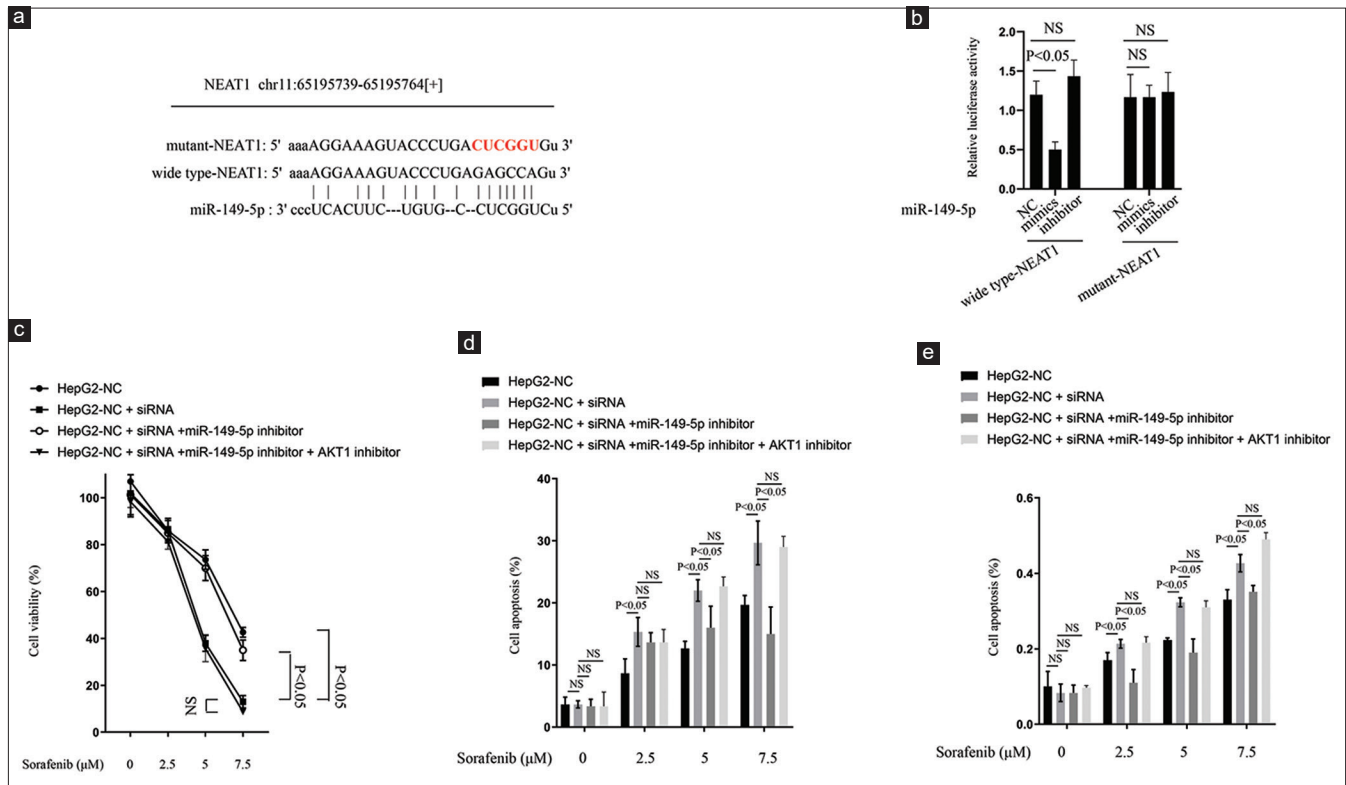 a
NEAT1 chr11:65195739-65195764[+]
mutant-NEAT1: 5' aaaAGGAAAGUACCCUGACUCGGUGu 3'
wide type-NEAT1: 5' aaaAGGAAAGUACCCUGAGAGCCAGu 3'
miR-149-5p : 3' cccUCACUUC---UGUG--C--CUCGGUCu 5'
b
NS
NS
P<0.05
NS
Relative luciferase activity
2.0
1.5
1.0
0.5
0.0
miR-149-5p
NC
mimics
inhibitor
NC
mimics
inhibitor
wide type-NEAT1
mutant-NEAT1
c
HepG2-NC
HepG2-NC + siRNA
HepG2-NC + siRNA +miR-149-5p inhibitor
HepG2-NC + siRNA +miR-149-5p inhibitor + AKT1 inhibitor
Cell viability (%)
100
80
60
40
20
0
NS
P<0.05
P<0.05
Sorafenib (μM) 0 2.5 5 7.5
d
HepG2-NC
HepG2-NC + siRNA
HepG2-NC + siRNA +miR-149-5p inhibitor
HepG2-NC + siRNA +miR-149-5p inhibitor + AKT1 inhibitor
Cell apoptosis (%)
40
30
20
10
0
NS
NS
NS
NS
NS
P<0.05
NS
P<0.05
P<0.05
NS
P<0.05
P<0.05
Sorafenib (μM) 0 2.5 5 7.5
e
HepG2-NC
HepG2-NC + siRNA
HepG2-NC + siRNA +miR-149-5p inhibitor
HepG2-NC + siRNA +miR-149-5p inhibitor + AKT1 inhibitor
Cell apoptosis (%)
0.6
0.4
0.2
0.0
NS
NS
NS
NS
P<0.05
P<0.05
NS
P<0.05
P<0.05
NS
P<0.05
P<0.05
Sorafenib (μM) 0 2.5 5 7.5